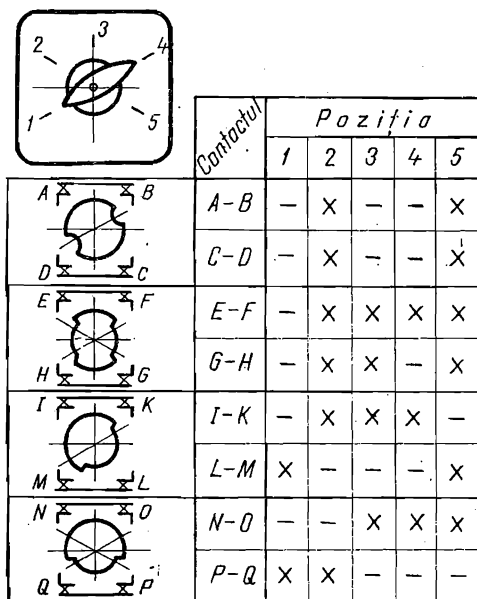 3
2 4
1 5
Contactul Poziția
1 2 3 4 5
A B A-B - X - - X
D C C-D - X - - X
E F E-F - X X X X
H G G-H - X X - X
I K I-K - X X X -
M L L-M X - - - X
N O N-O - - X X X
Q P P-Q X X - - -